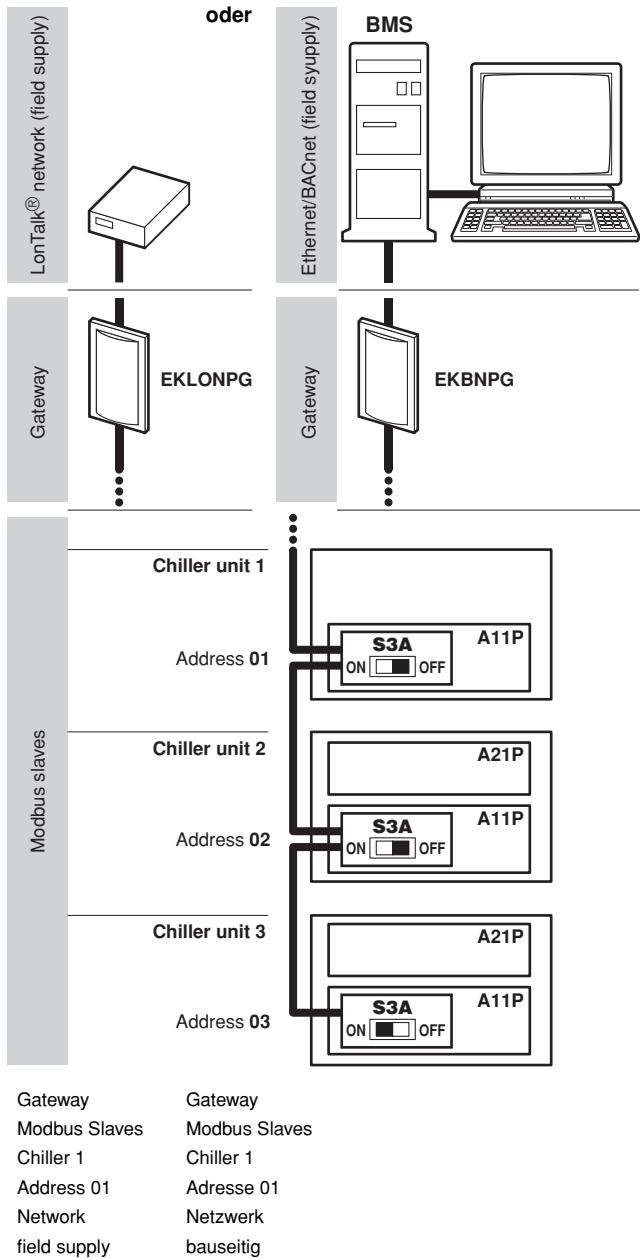 oder
LonTalk® network (field supply)
Ethernet/BACnet (field syupply)
BMS
Gateway
EKLONPG
Gateway
EKBNPG
Modbus slaves
Chiller unit 1
Address 01
S3A
ON OFF
A11P
Chiller unit 2
Address 02
A21P
S3A
ON OFF
A11P
Chiller unit 3
Address 03
A21P
S3A
ON OFF
A11P
Gateway Gateway
Modbus Slaves Modbus Slaves
Chiller 1 Chiller 1
Address 01 Adresse 01
Network Netzwerk
field supply bauseitig